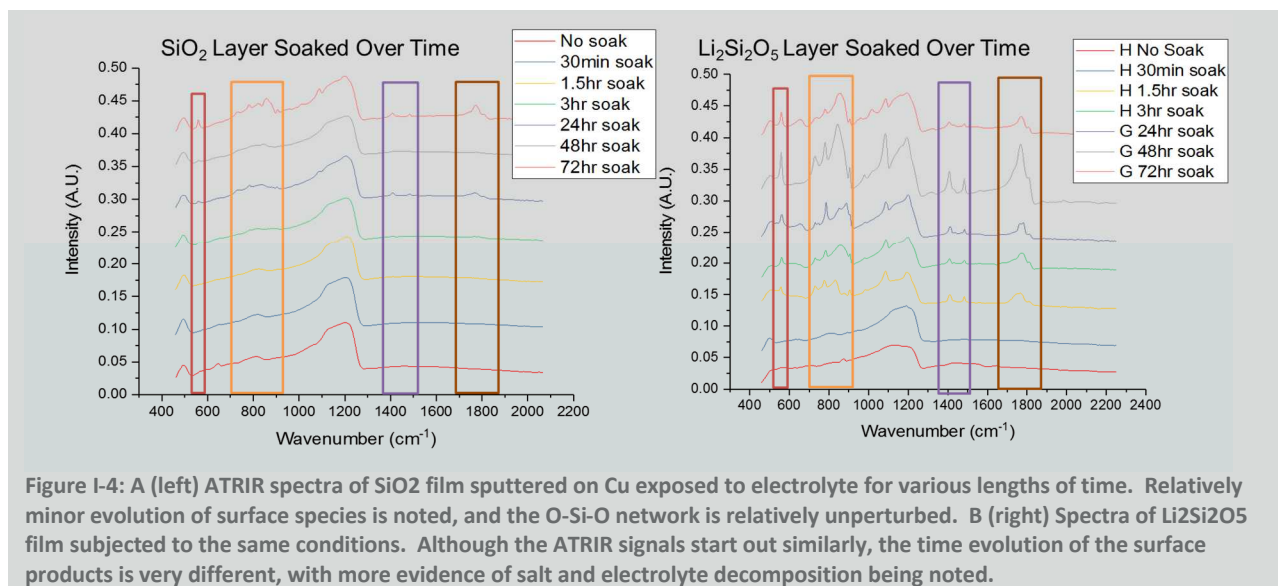 SiO2 Layer Soaked Over Time
No soak
30min soak
1.5hr soak
3hr soak
24hr soak
48hr soak
72hr soak
0.50
0.45
0.40
0.35
0.30
0.25
0.20
0.15
0.10
0.05
0.00
Intensity (A.U.)
400 600 800 1000 1200 1400 1600 1800 2000 2200
Wavenumber (cm-1)
Li2Si2O5 Layer Soaked Over Time
H No Soak
H 30min soak
H 1.5hr soak
H 3hr soak
G 24hr soak
G 48hr soak
G 72hr soak
0.50
0.45
0.40
0.35
0.30
0.25
0.20
0.15
0.10
0.05
0.00
Intensity (A.U.)
400 600 800 1000 1200 1400 1600 1800 2000 2200 2400
Wavenumber (cm-1)
Figure I-4: A (left) ATRIR spectra of SiO2 film sputtered on Cu exposed to electrolyte for various lengths of time. Relatively
minor evolution of surface species is noted, and the O-Si-O network is relatively unperturbed. B (right) Spectra of Li2Si2O5
film subjected to the same conditions. Although the ATRIR signals start out similarly, the time evolution of the surface
products is very different, with more evidence of salt and electrolyte decomposition being noted.